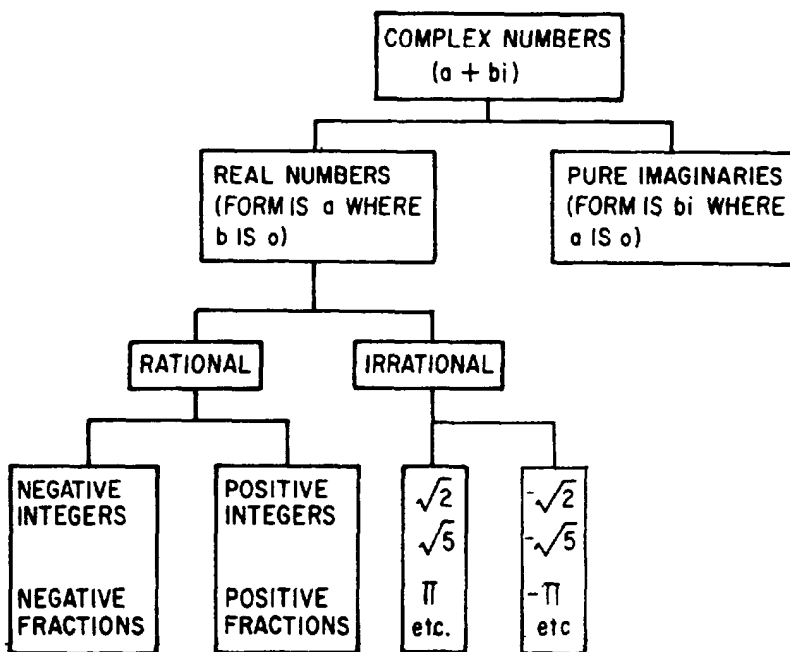 COMPLEX NUMBERS
(a + bi)
REAL NUMBERS
(FORM IS a WHERE
b IS o)
PURE IMAGINARIES
(FORM IS bi WHERE
a IS o)
RATIONAL
IRRATIONAL
NEGATIVE
INTEGERS
NEGATIVE
FRACTIONS
POSITIVE
INTEGERS
POSITIVE
FRACTIONS
√2
√5
π
etc.
-√2
-√5
-π
etc